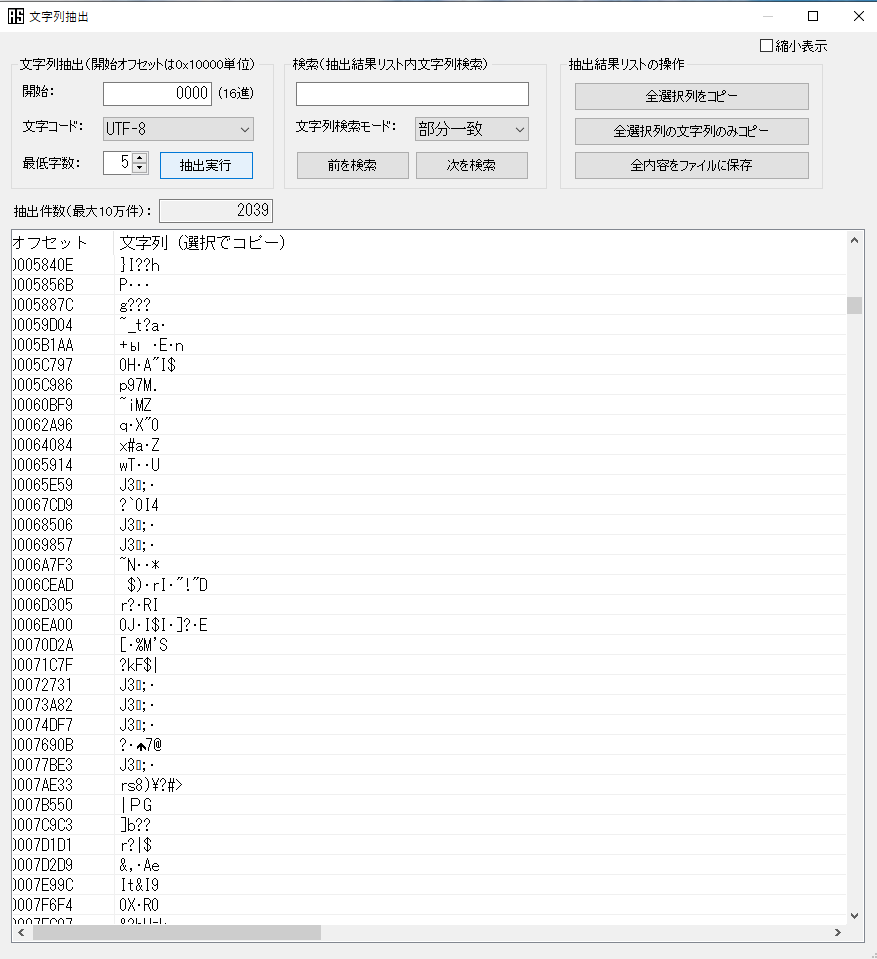 文字列抽出
縮小表示
文字列抽出(開始オフセットは0x10000単位)
開始: 0000 (16進)
文字コード: UTF-8
最低字数: 5 抽出実行
検索(抽出結果リスト内文字列検索)
文字列検索モード: 部分一致
前を検索 次を検索
抽出結果リストの操作
全選択列をコピー
全選択列の文字列のみコピー
全内容をファイルに保存
抽出件数(最大10万件): 2039
オフセット 文字列 (選択でコピー)
0005840E }I??h
0005856B P···
0005887C g???
00059D04 ~_t?a·
0005B1AA +ы ·E·n
0005C797 0H·A~I$
0005C986 p97M.
00060BF9 ~iMZ
00062A96 q·X~0
00064084 x#a·Z
00065914 wT··U
00065E59 J3▯;·
00067CD9 ?`0I4
00068506 J3▯;·
00069857 J3▯;·
0006A7F3 ~N··*
0006CEAD $)·rI·"!"D
0006D305 r?·RI
0006EA00 0J·I$I·]?·E
00070D2A [·%M'S
00071C7F ?kF$|
00072731 J3▯;·
00073A82 J3▯;·
00074DF7 J3▯;·
0007690B ?·♠7@
00077BE3 J3▯;·
0007AE33 rs8)¥?#>
0007B550 |PG
0007C9C3 ]b??
0007D1D1 r?|$
0007D2D9 &,·Ae
0007E99C It&I9
0007F6F4 0X·R0